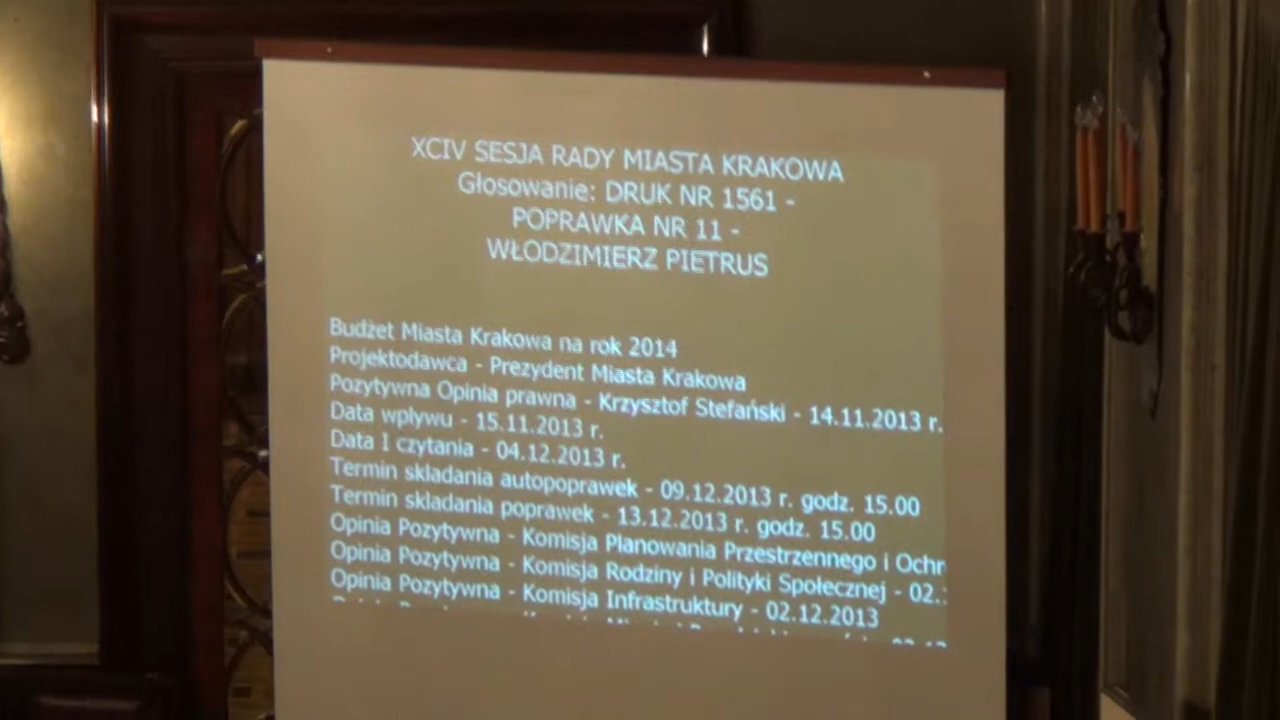 XCIV SESJA RADY MIASTA KRAKOWA
Głosowanie: DRUK NR 1561 -
POPRAWKA NR 11 -
WŁODZIMIERZ PIETRUS
Budżet Miasta Krakowa na rok 2014
Projektodawca - Prezydent Miasta Krakowa
Pozytywna Opinia prawna - Krzysztof Stefański - 14.11.2013 r.
Data wpływu - 15.11.2013 r.
Data I czytania - 04.12.2013 r.
Termin składania autopoprawek - 09.12.2013 r. godz. 15.00
Termin składania poprawek - 13.12.2013 r. godz. 15.00
Opinia Pozytywna - Komisja Planowania Przestrzennego i Ochr
Opinia Pozytywna - Komisja Rodziny i Polityki Społecznej - 02.
Opinia Pozytywna - Komisja Infrastruktury - 02.12.2013